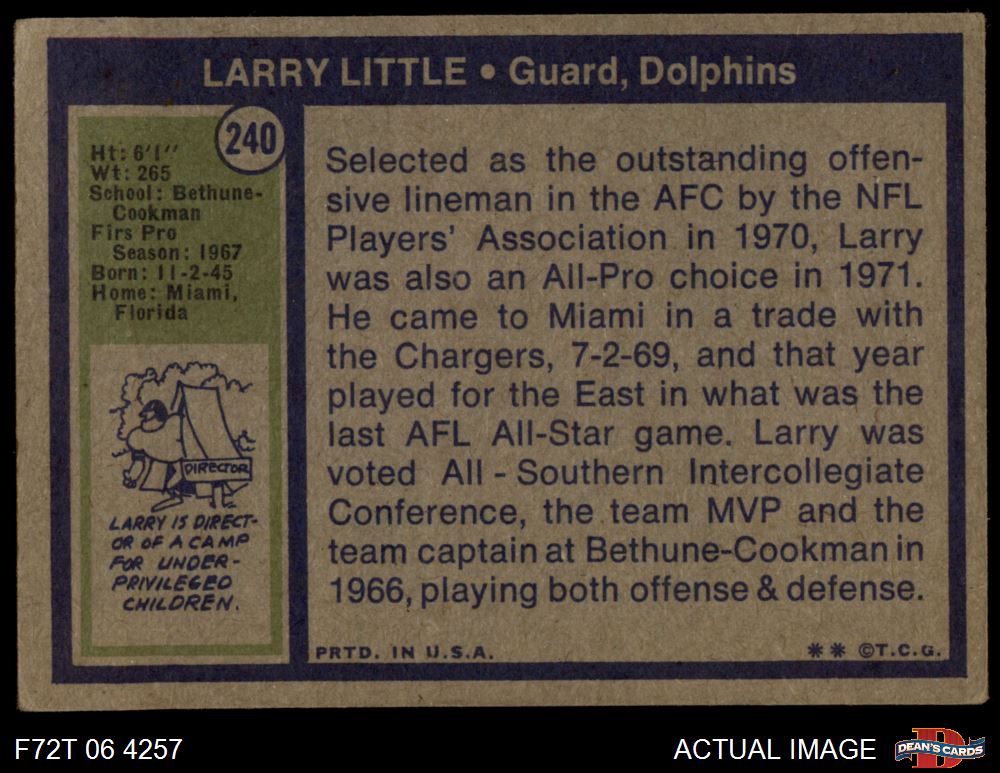 LARRY LITTLE • Guard, Dolphins
240
Ht: 6'1''
Wt: 265
School: Bethune-
Cookman
Firs Pro
Season: 1967
Born: 11-2-45
Home: Miami,
Florida
DIRECTOR
LARRY IS DIRECT-
OR OF A CAMP
FOR UNDER-
PRIVILEGED
CHILDREN.
Selected as the outstanding offen-
sive lineman in the AFC by the NFL
Players' Association in 1970, Larry
was also an All-Pro choice in 1971.
He came to Miami in a trade with
the Chargers, 7-2-69, and that year
played for the East in what was the
last AFL All-Star game. Larry was
voted All - Southern Intercollegiate
Conference, the team MVP and the
team captain at Bethune-Cookman in
1966, playing both offense & defense.
PRTD. IN U.S.A.
** ©T.C.G.
F72T 06 4257
ACTUAL IMAGE
D
DEAN'S CARDS